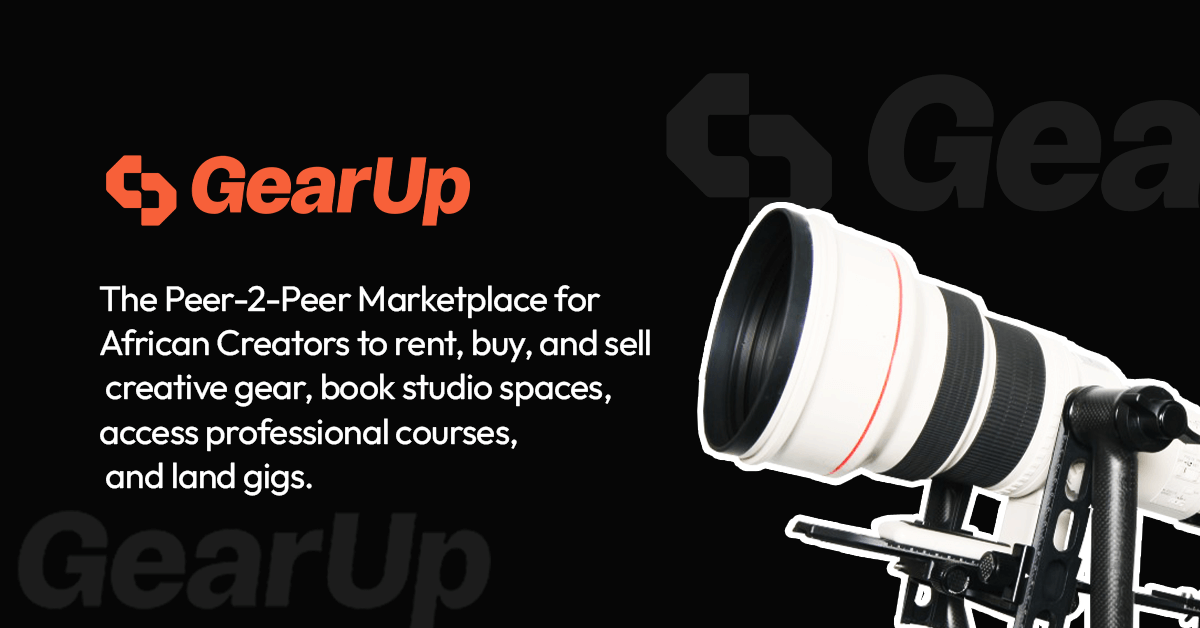 Gea
GearUp
The Peer-2-Peer Marketplace for
African Creators to rent, buy, and sell
creative gear, book studio spaces,
access professional courses,
and land gigs.
GearUp